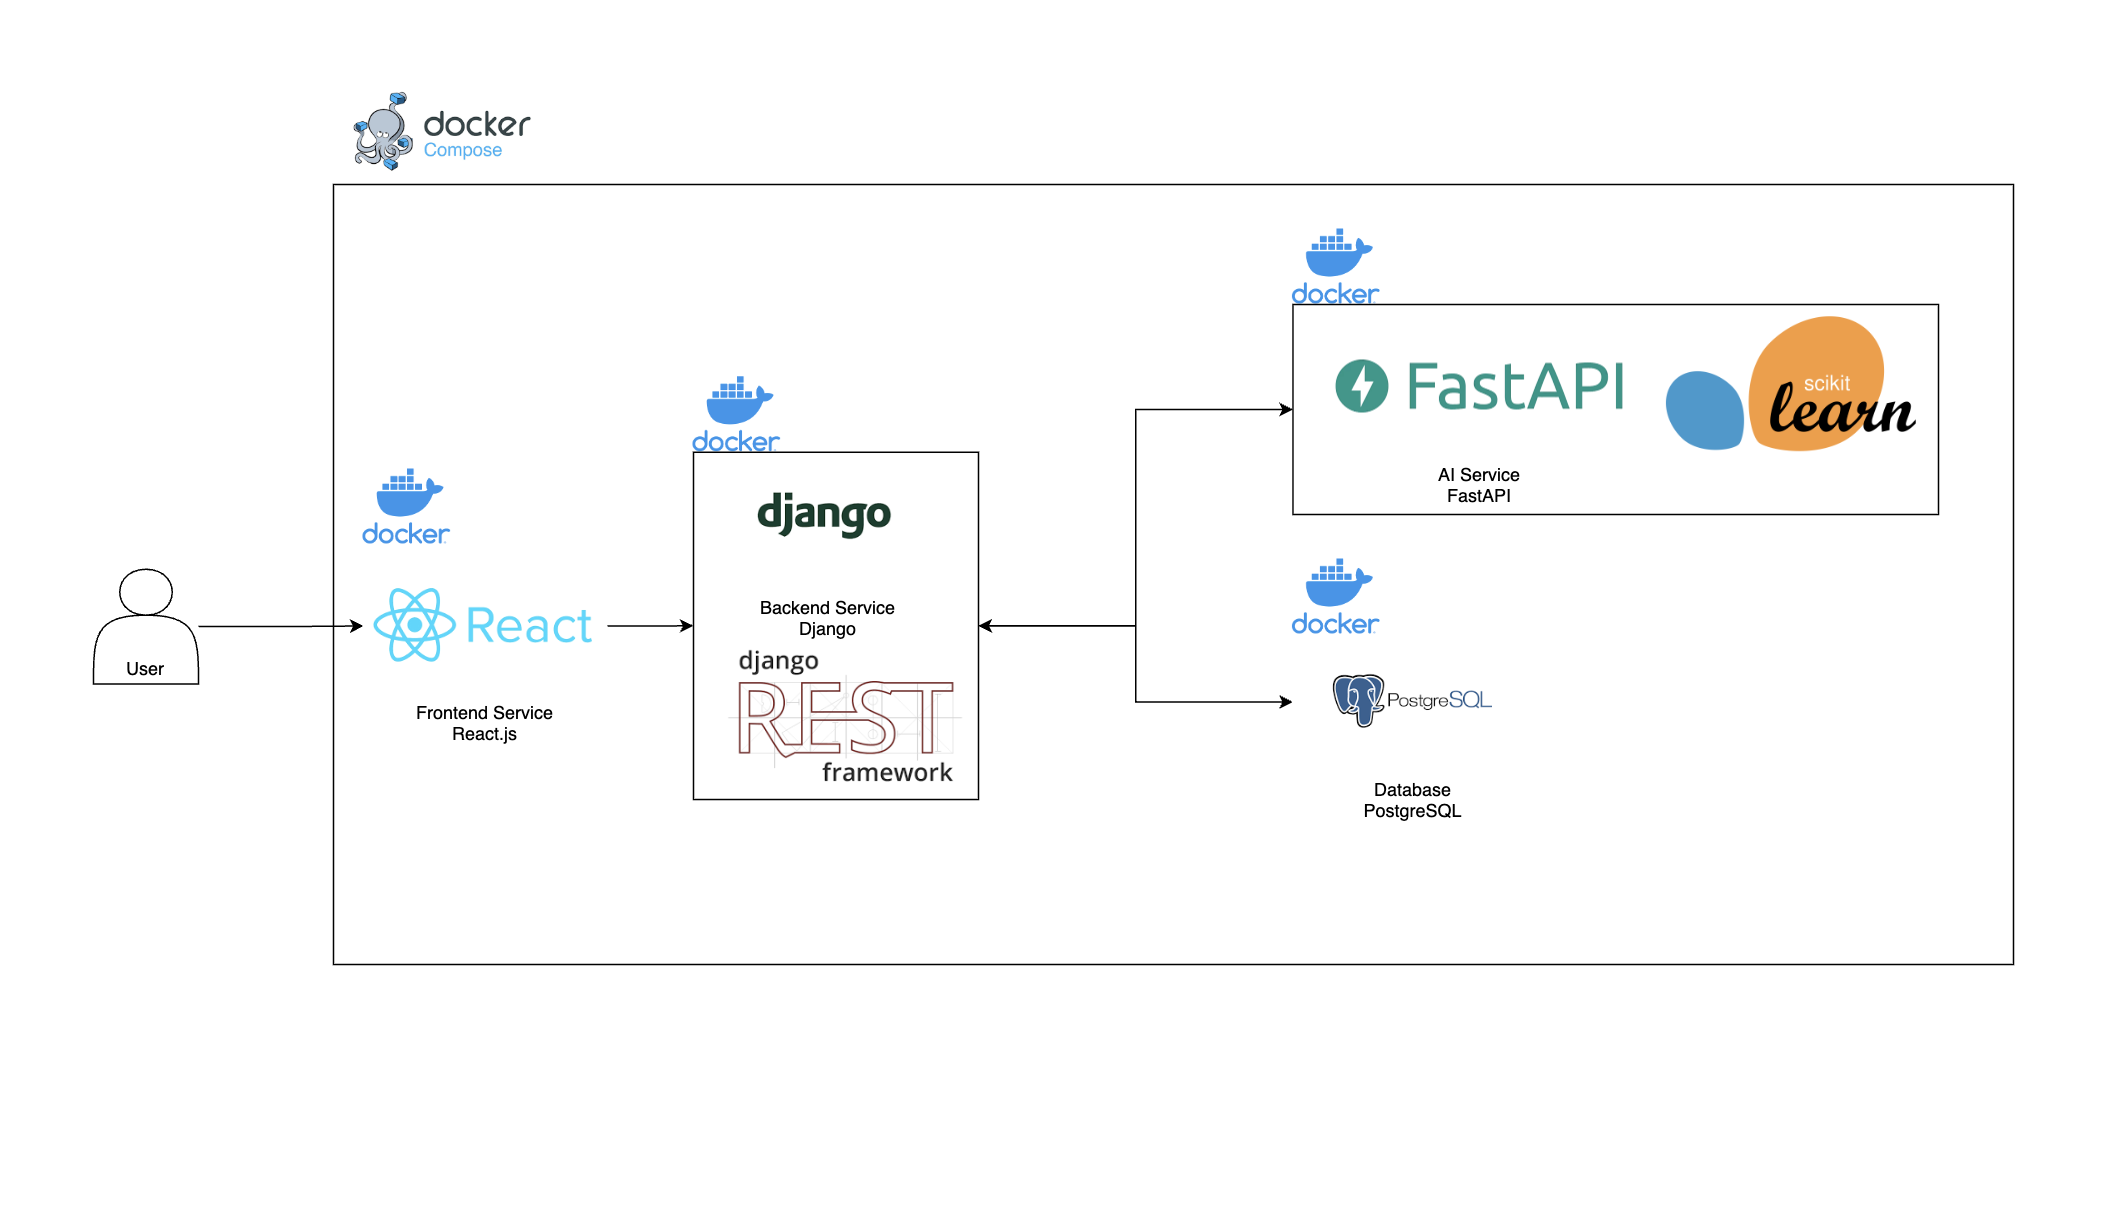 docker
Compose
docker
FastAPI
scikit
learn
AI Service
FastAPI
docker
django
Backend Service
Django
django
REST
framework
docker
React
Frontend Service
React.js
User
docker
PostgreSQL
Database
PostgreSQL